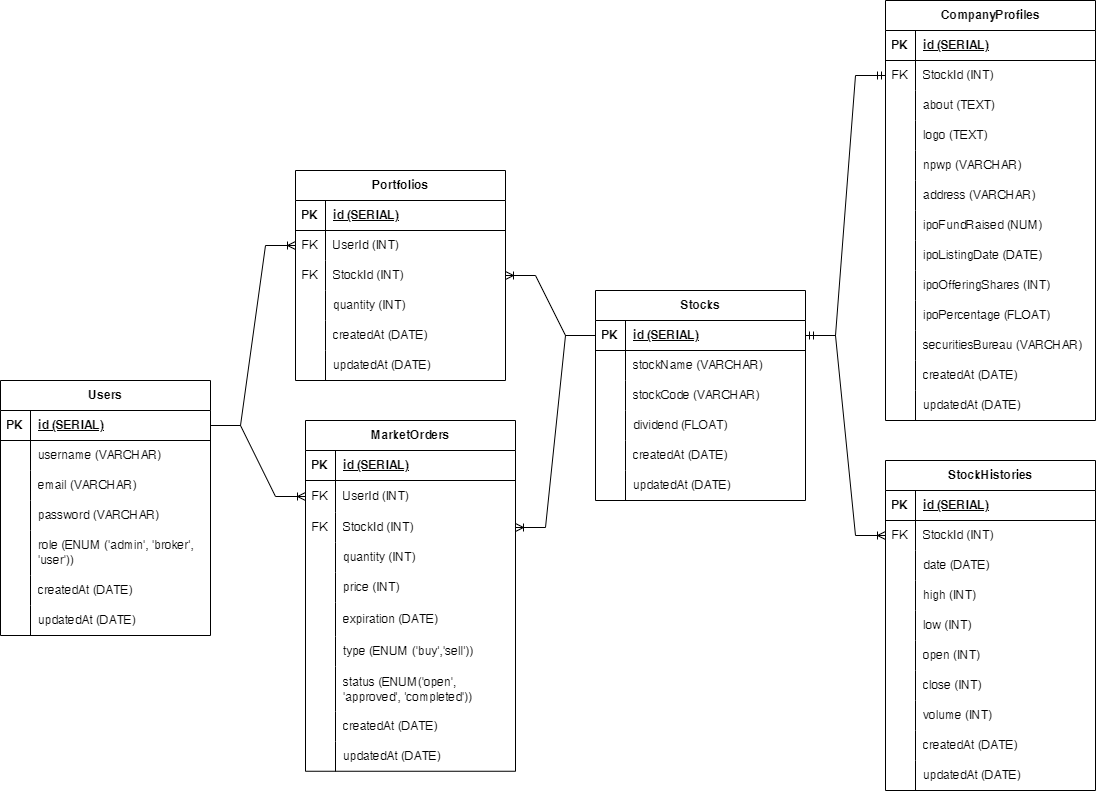 CompanyProfiles
PK id (SERIAL)
FK StockId (INT)
about (TEXT)
logo (TEXT)
npwp (VARCHAR)
address (VARCHAR)
ipoFundRaised (NUM)
ipoListingDate (DATE)
ipoOfferingShares (INT)
ipoPercentage (FLOAT)
securitiesBureau (VARCHAR)
createdAt (DATE)
updatedAt (DATE)
Portfolios
PK id (SERIAL)
FK UserId (INT)
FK StockId (INT)
quantity (INT)
createdAt (DATE)
updatedAt (DATE)
Stocks
PK id (SERIAL)
stockName (VARCHAR)
stockCode (VARCHAR)
dividend (FLOAT)
createdAt (DATE)
updatedAt (DATE)
Users
PK id (SERIAL)
username (VARCHAR)
email (VARCHAR)
password (VARCHAR)
role (ENUM ('admin', 'broker',
'user'))
createdAt (DATE)
updatedAt (DATE)
MarketOrders
PK id (SERIAL)
FK UserId (INT)
FK StockId (INT)
quantity (INT)
price (INT)
expiration (DATE)
type (ENUM ('buy','sell'))
status (ENUM('open',
'approved', 'completed'))
createdAt (DATE)
updatedAt (DATE)
StockHistories
PK id (SERIAL)
FK StockId (INT)
date (DATE)
high (INT)
low (INT)
open (INT)
close (INT)
volume (INT)
createdAt (DATE)
updatedAt (DATE)